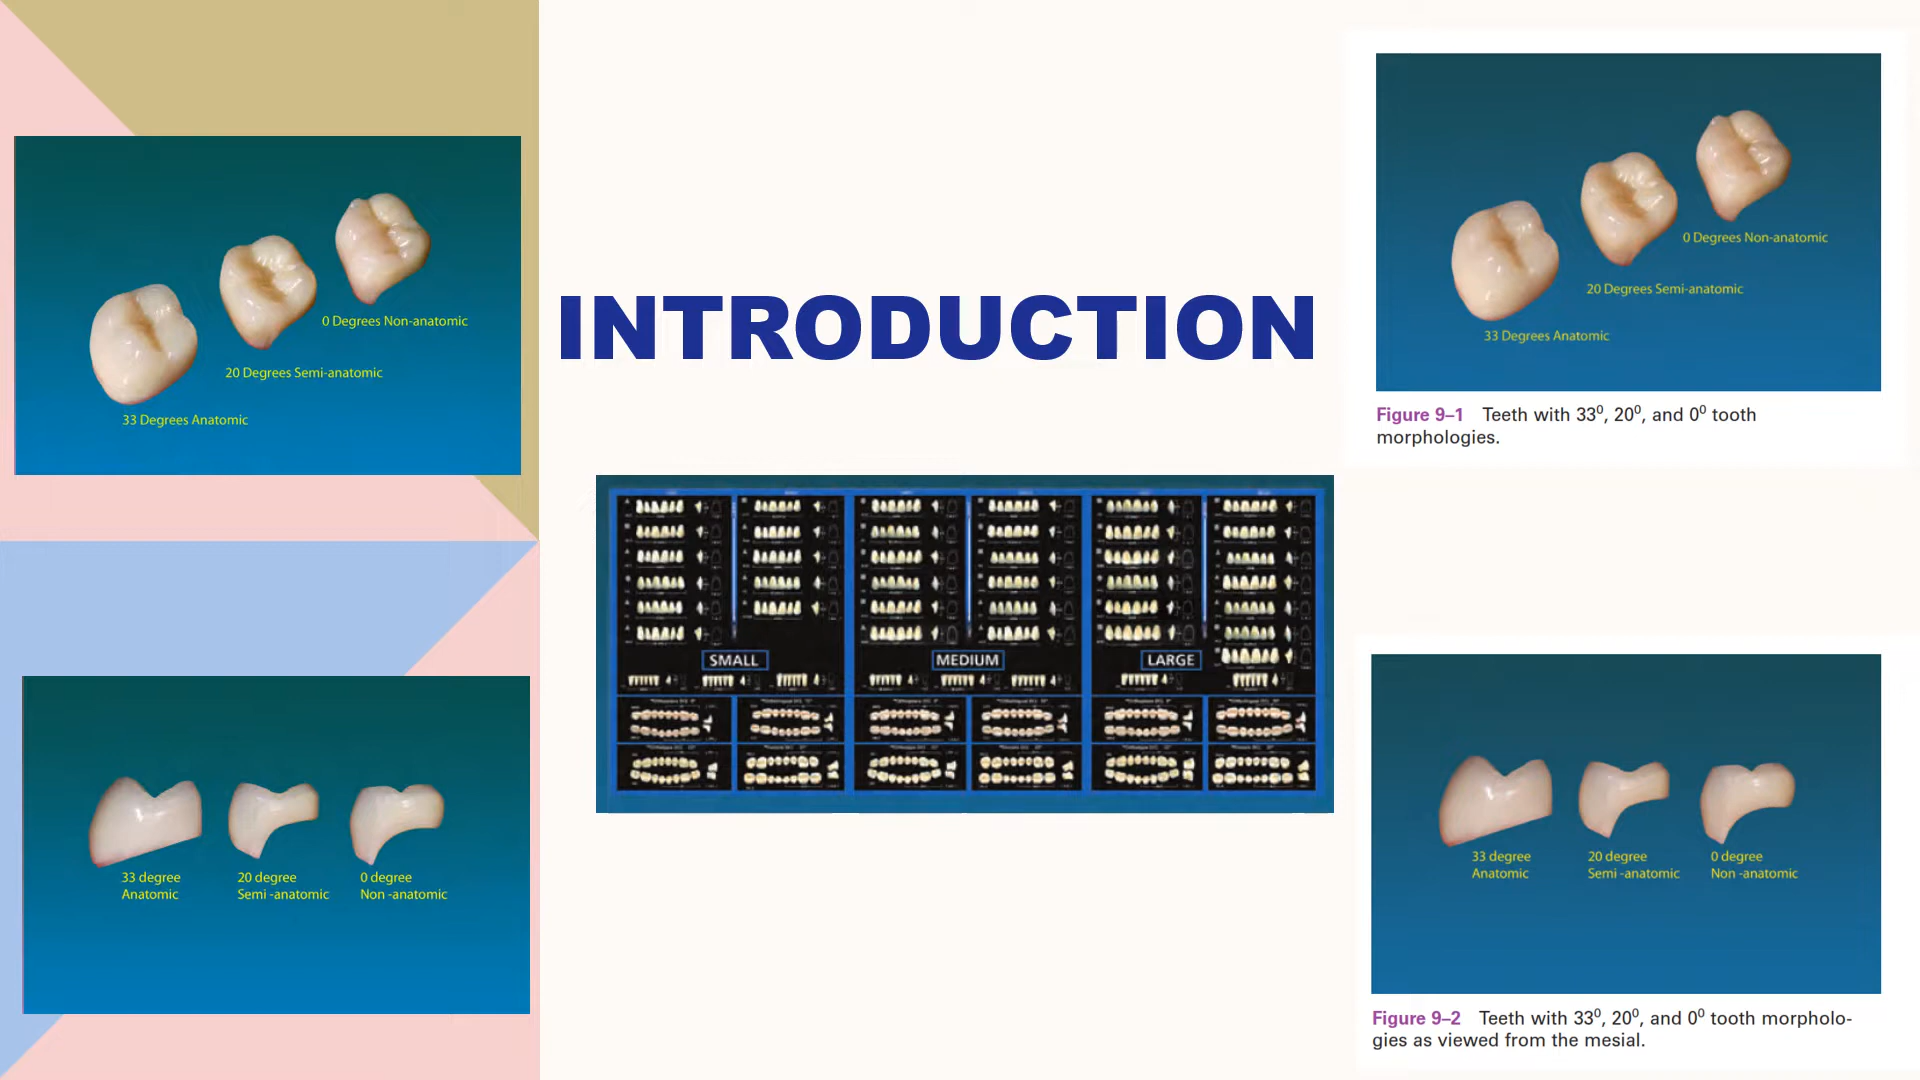 0 Degrees Non-anatomic
20 Degrees Semi-anatomic
33 Degrees Anatomic
33 degree
Anatomic
20 degree
Semi -anatomic
0 degree
Non -anatomic
INTRODUCTION
SMALL
MEDIUM
LARGE
0 Degrees Non-anatomic
20 Degrees Semi-anatomic
33 Degrees Anatomic
Figure 9–1 Teeth with 33⁰, 20⁰, and 0⁰ tooth
morphologies.
33 degree
Anatomic
20 degree
Semi -anatomic
0 degree
Non -anatomic
Figure 9–2 Teeth with 33⁰, 20⁰, and 0⁰ tooth morpholo-
gies as viewed from the mesial.